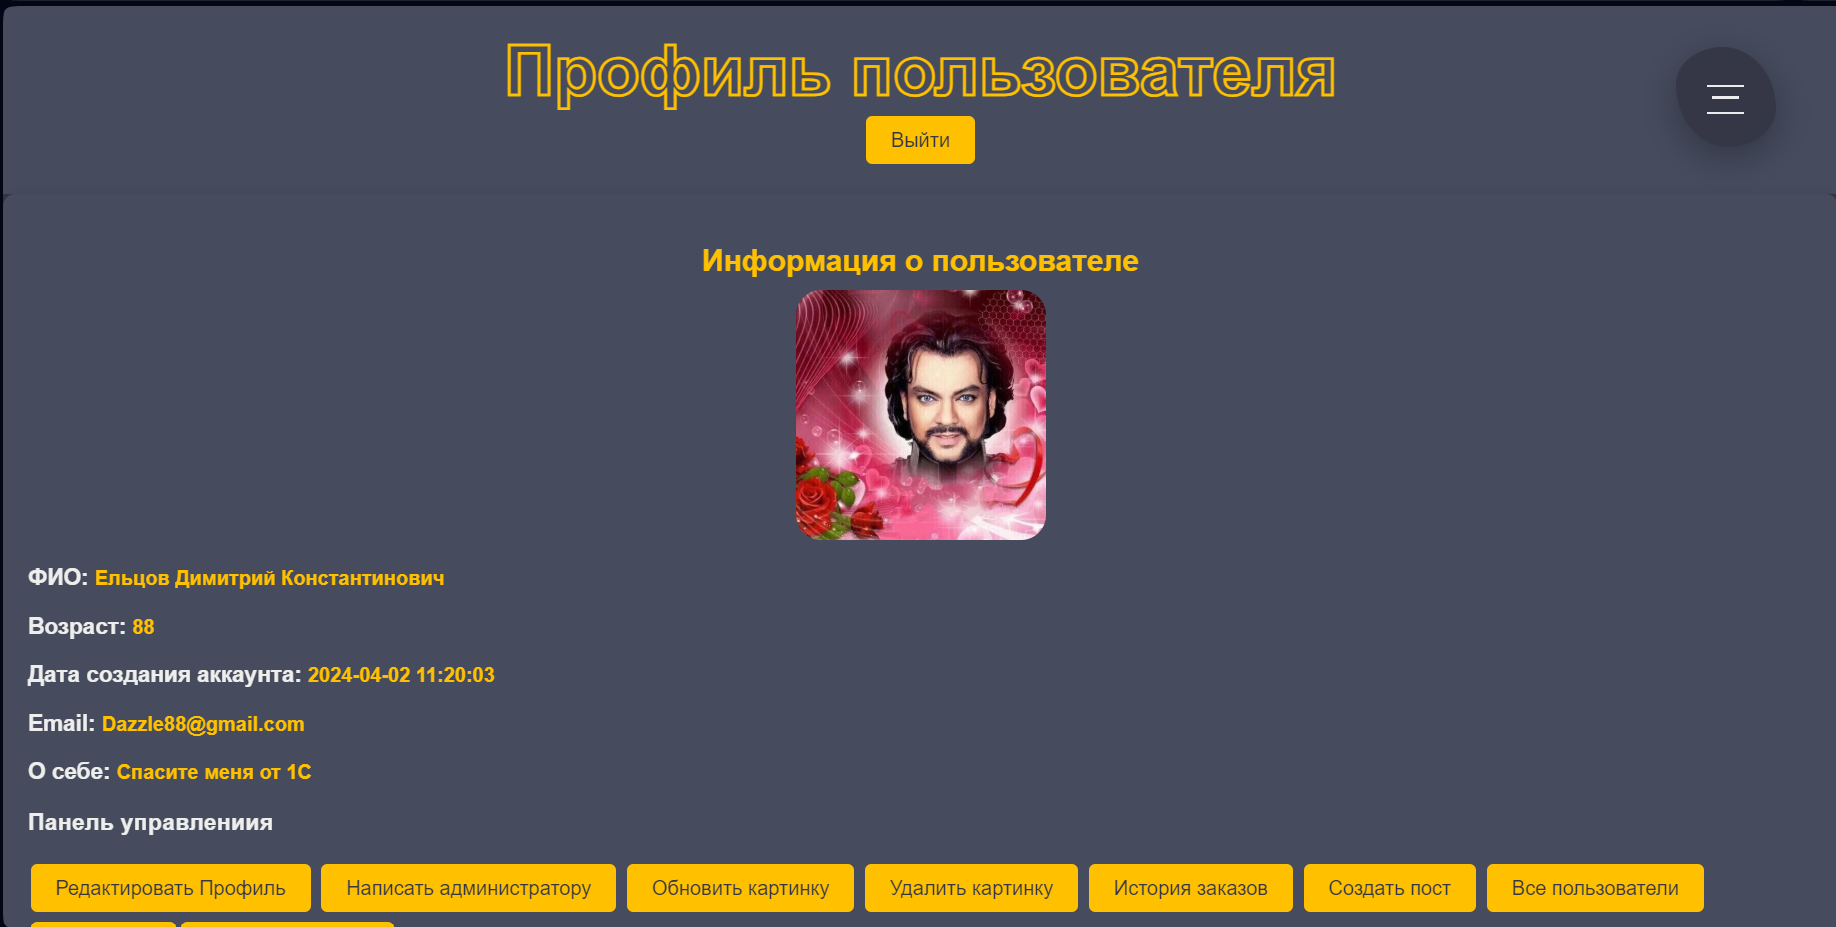 Профиль пользователя
Выйти
Информация о пользователе
ФИО: Ельцов Димитрий Константинович
Возраст: 88
Дата создания аккаунта: 2024-04-02 11:20:03
Email: Dazzle88@gmail.com
О себе: Спасите меня от 1С
Панель управлениия
Редактировать Профиль Написать администратору Обновить картинку Удалить картинку История заказов Создать пост Все пользователи